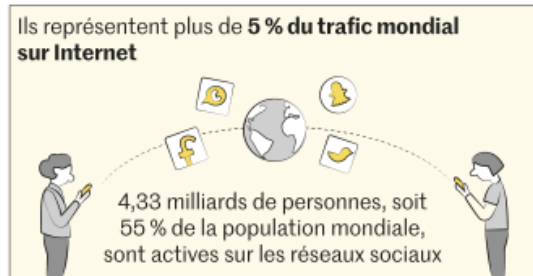 Ils représentent plus de 5 % du trafic mondial
sur Internet
4,33 milliards de personnes, soit
55 % de la population mondiale,
sont actives sur les réseaux sociaux